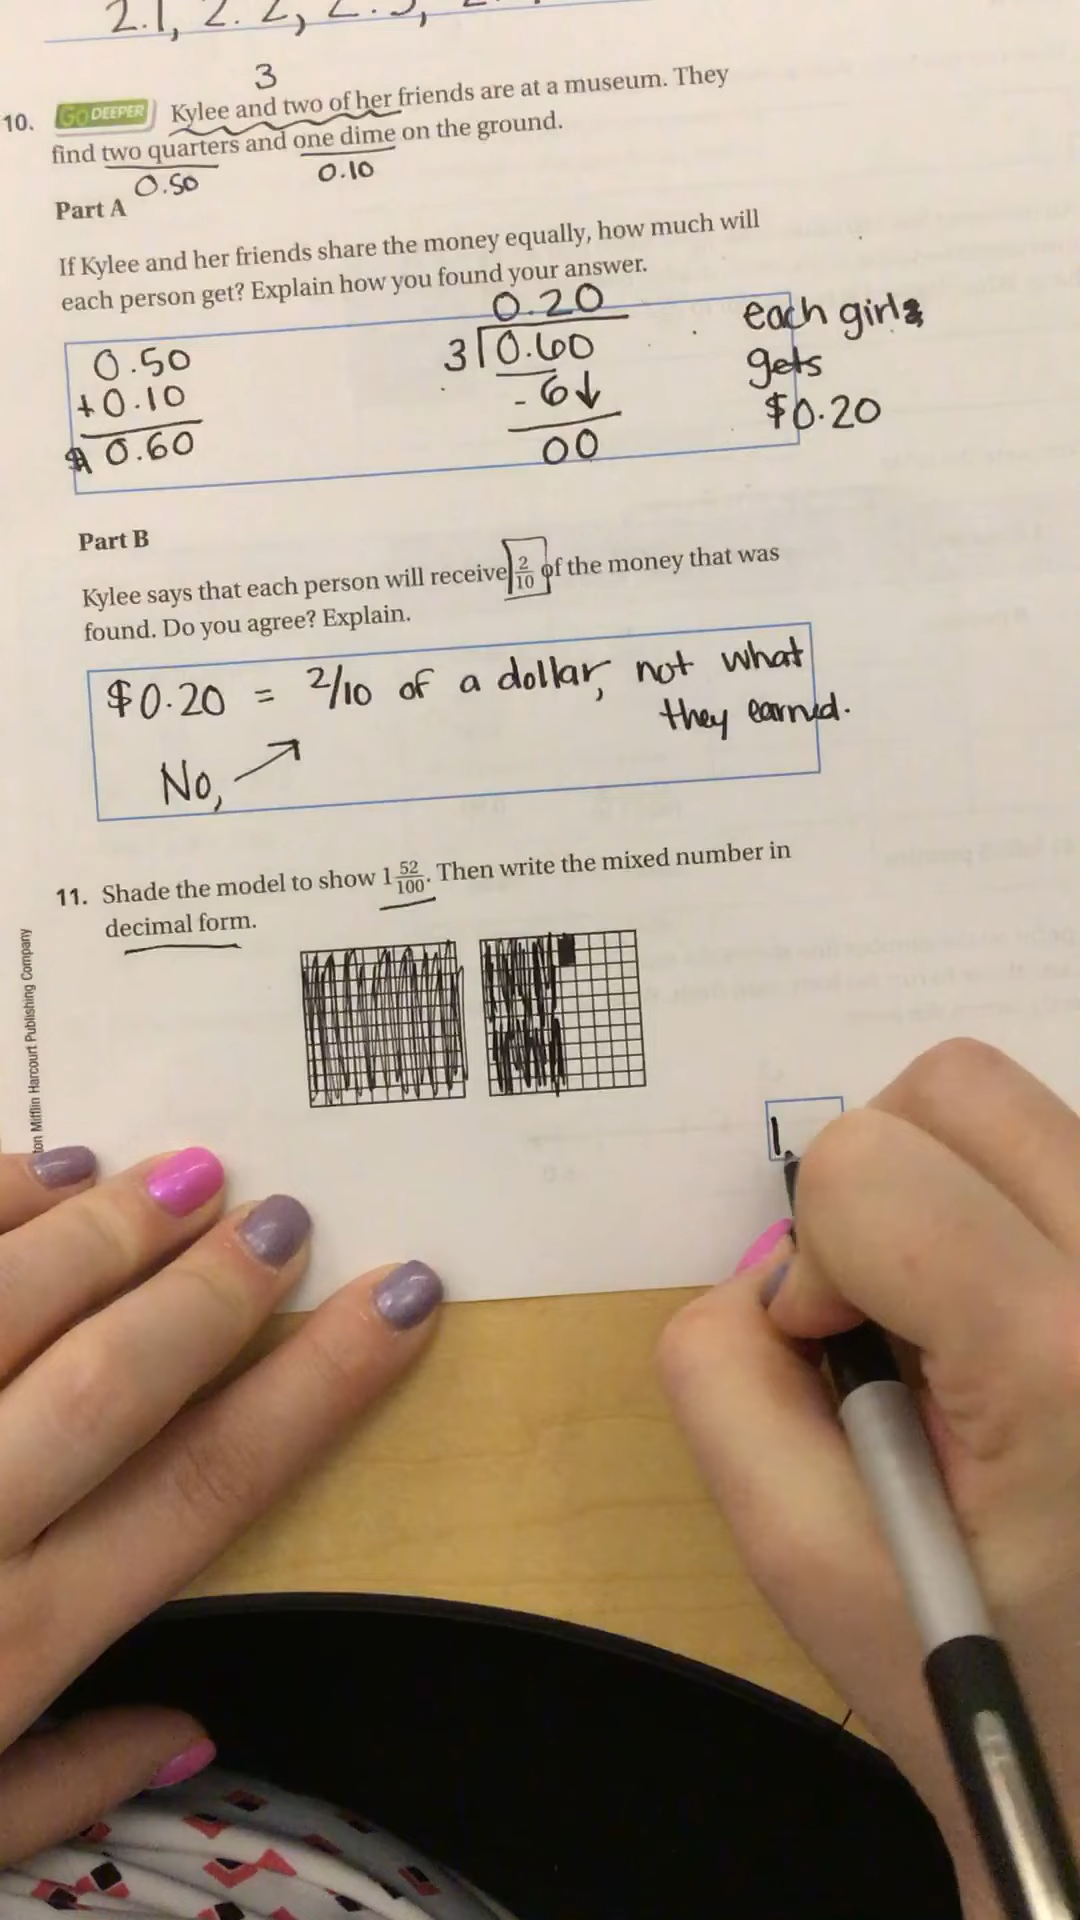 2.1, 2.2, 2.3,
3
10. GO DEEPER Kylee and two of her friends are at a museum. They
find two quarters and one dime on the ground.
0.50 0.10
Part A
If Kylee and her friends share the money equally, how much will
each person get? Explain how you found your answer.
0.50
+0.10
$ 0.60
0.20
3 0.60
- 6↓
00
each girl
gets
$0.20
Part B
Kylee says that each person will receive 2/10 of the money that was
found. Do you agree? Explain.
$0.20 = 2/10 of a dollar, not what
they earned.
No, →
11. Shade the model to show 1 52/100. Then write the mixed number in
decimal form.
1.
Mifflin Harcourt Publishing Company